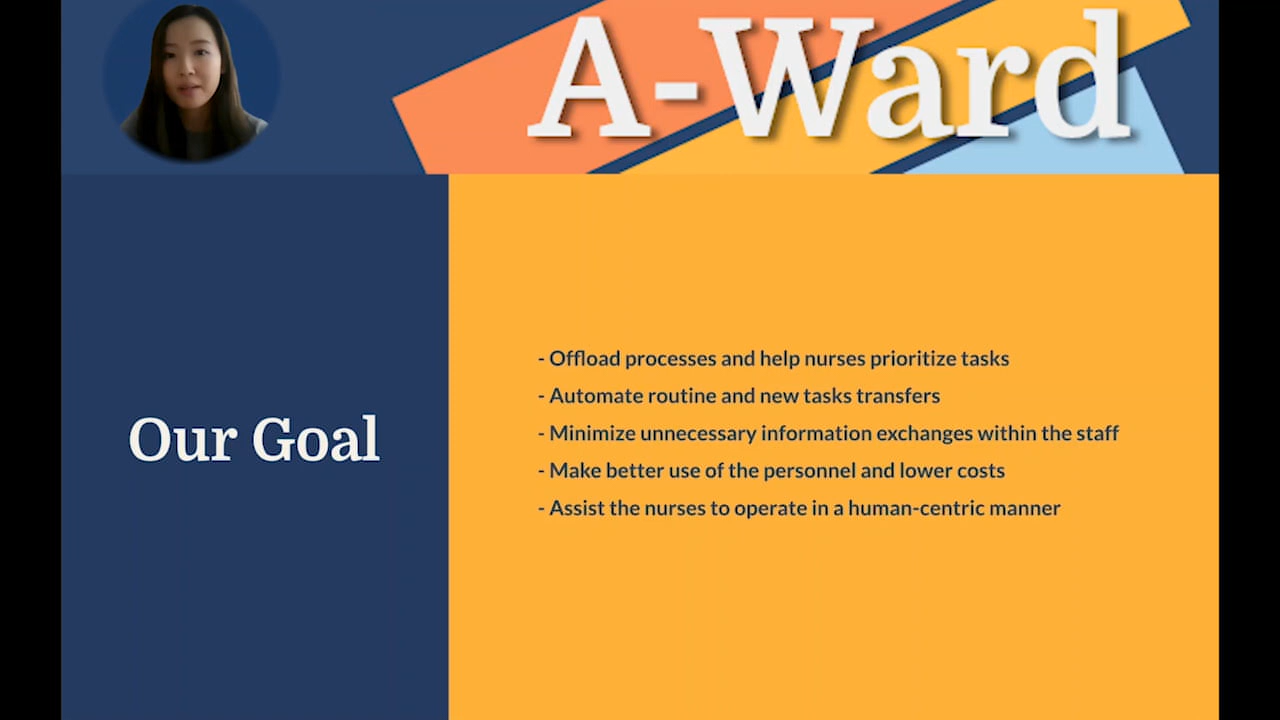 A-Ward
Our Goal
- Offload processes and help nurses prioritize tasks
- Automate routine and new tasks transfers
- Minimize unnecessary information exchanges within the staff
- Make better use of the personnel and lower costs
- Assist the nurses to operate in a human-centric manner